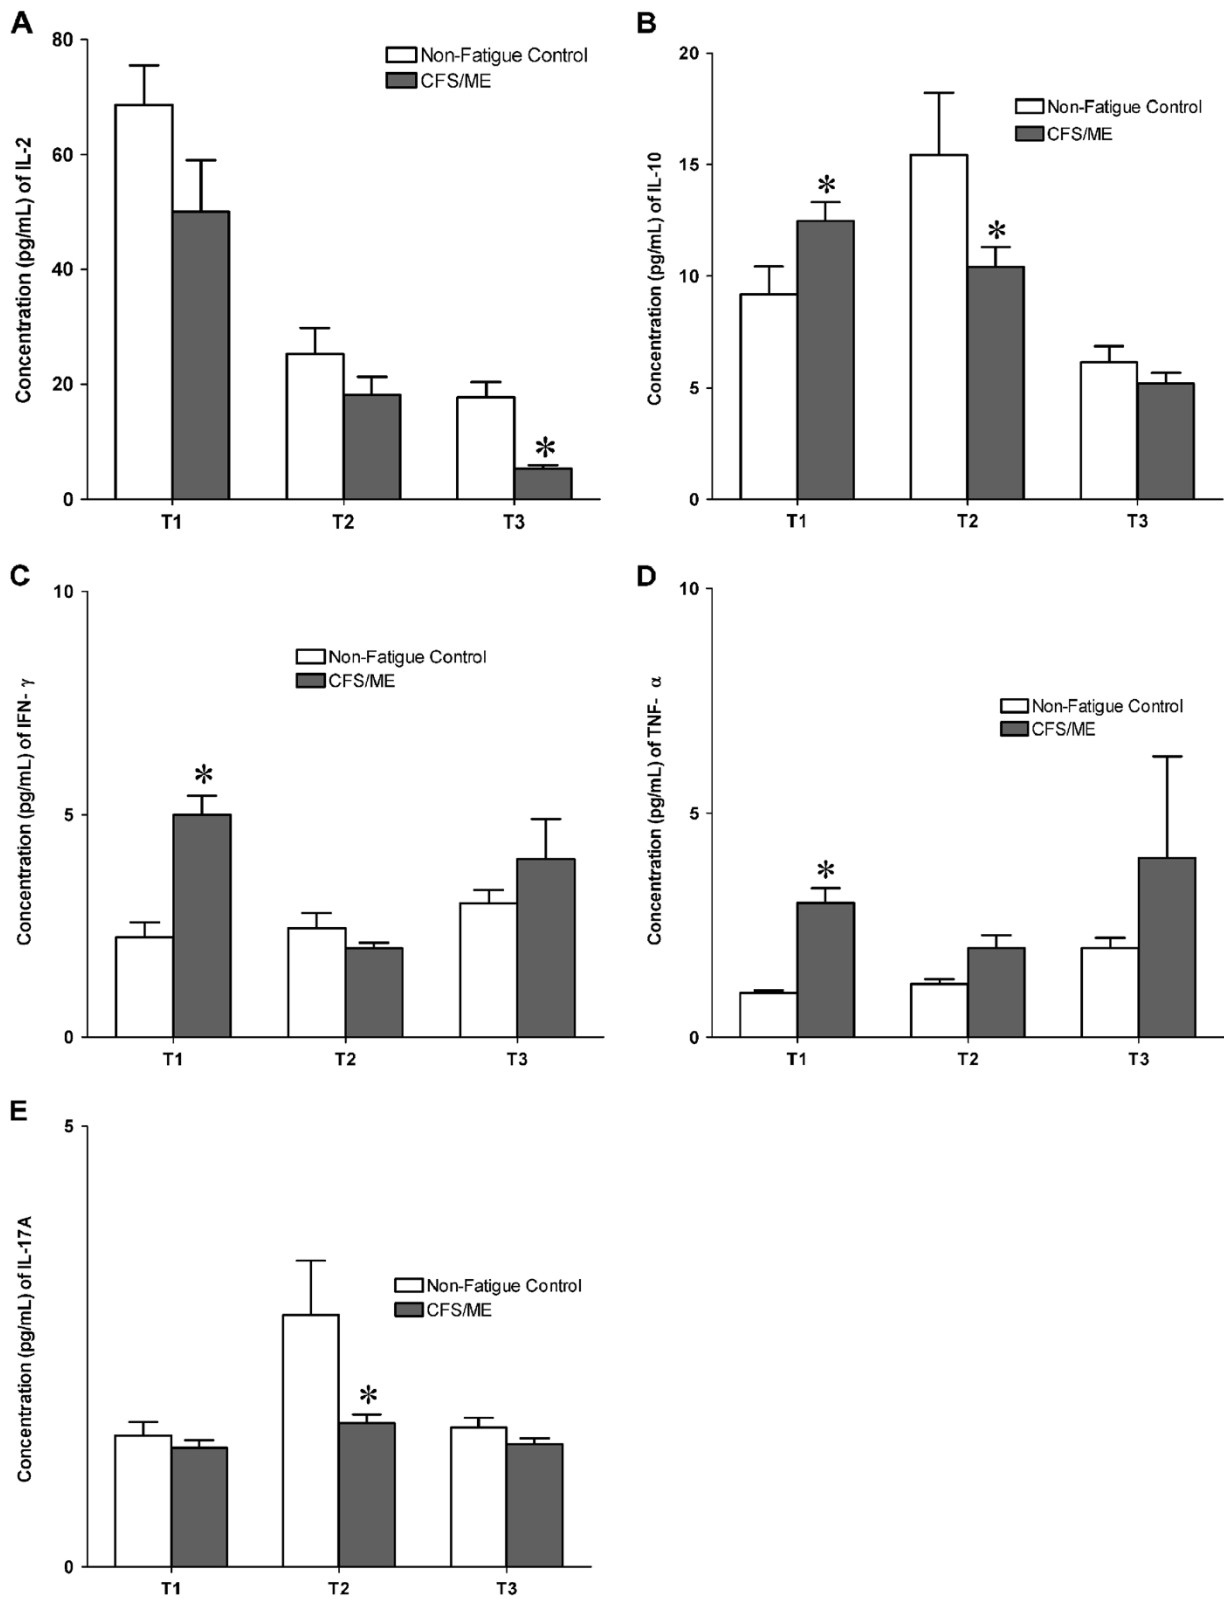 A
80
60
40
20
0
Concentration (pg/mL) of IL-2
Non-Fatigue Control
CFS/ME
*
T1 T2 T3
B
20
15
10
5
0
Concentration (pg/mL) of IL-10
Non-Fatigue Control
CFS/ME
*
*
T1 T2 T3
C
10
5
0
Concentration (pg/mL) of IFN- γ
Non-Fatigue Control
CFS/ME
*
T1 T2 T3
D
10
5
0
Concentration (pg/mL) of TNF- α
Non-Fatigue Control
CFS/ME
*
T1 T2 T3
E
5
0
Concentration (pg/mL) of IL-17A
Non-Fatigue Control
CFS/ME
*
T1 T2 T3